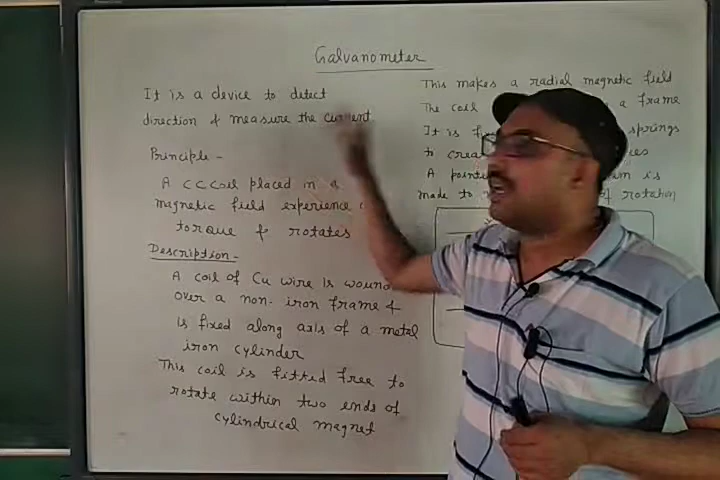 Galvanometer
It is a device to detect
direction & measure the current
Principle -
A c c coil placed in a
magnetic field experience
torque & rotates
Description -
A coil of Cu wire is wound
over a non-iron frame &
is fixed along axis of a metal
iron cylinder
This coil is fitted free to
rotate within two ends of
cylindrical magnet
This makes a radial magnetic field
The coil a frame
It is springs
to
A is
made to of rotation